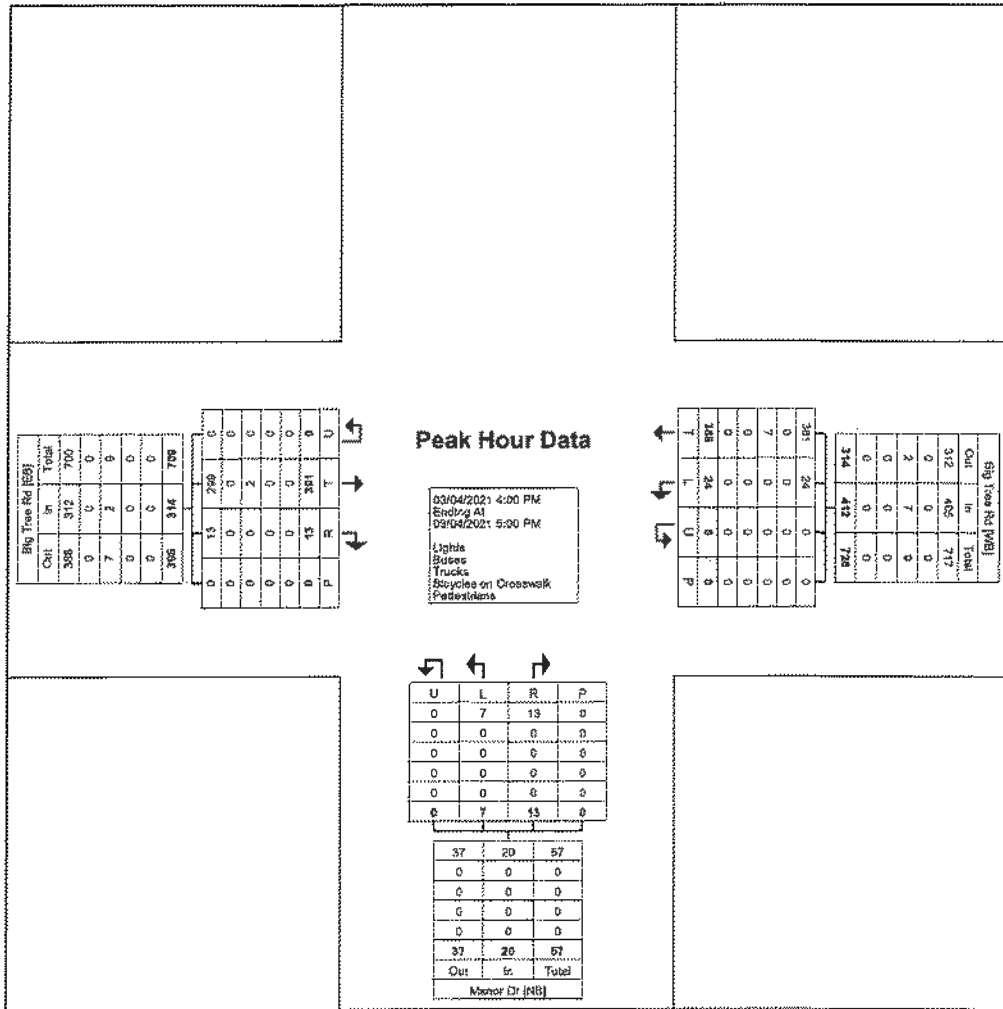 Peak Hour Data
03/04/2021 4:00 PM
Ending At
03/04/2021 5:00 PM
Lights
Buses
Trucks
Bicycles on Crosswalk
Pedestrians
Big Tree Rd [EB]
Out In Total
388 312 700
0 0 0
7 2 9
0 0 0
0 0 0
395 314 709
U T R P
0 299 13 0
0 0 0 0
0 2 0 0
0 0 0 0
0 0 0 0
0 301 13 0
Big Tree Rd [WB]
Out In Total
312 405 717
0 0 0
2 7
0 0 0
0 0 0
314 412 726
381 24
0 0 0 0
7 0 0 0
0 0 0 0
0 0 0 0
388 24 0 0
T L U P
U L R P
0 7 13 0
0 0 0 0
0 0 0 0
0 0 0 0
0 0 0 0
0 7 13 0
37 20 57
0 0 0
0 0 0
0 0 0
0 0 0
37 20 57
Out In Total
Manor Dr [NB]